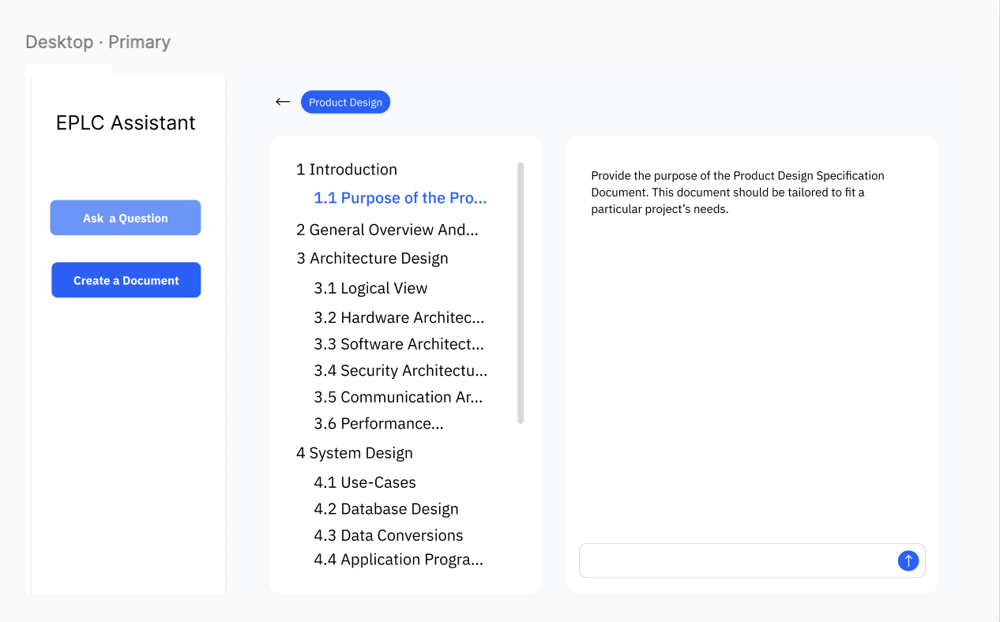 Desktop · Primary
EPLC Assistant
Ask a Question
Create a Document
Product Design
1 Introduction
1.1 Purpose of the Pro...
2 General Overview And...
3 Architecture Design
3.1 Logical View
3.2 Hardware Architec...
3.3 Software Architect...
3.4 Security Architectu...
3.5 Communication Ar...
3.6 Performance...
4 System Design
4.1 Use-Cases
4.2 Database Design
4.3 Data Conversions
4.4 Application Progra...
Provide the purpose of the Product Design Specification
Document. This document should be tailored to fit a
particular project’s needs.